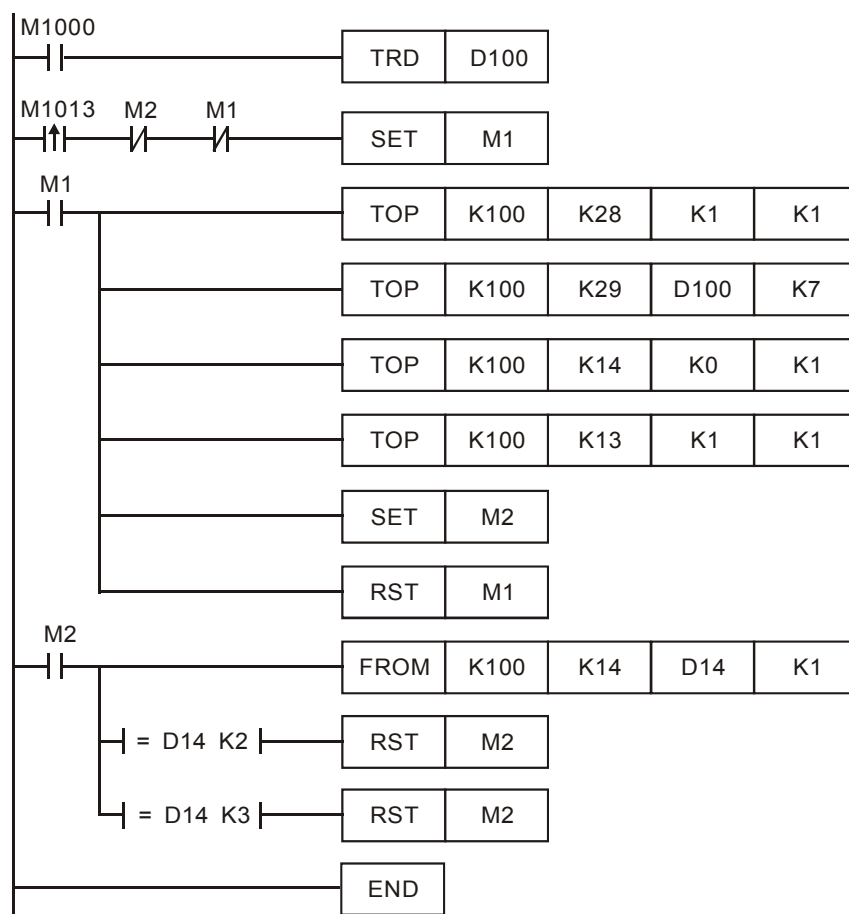 M1000
TRD D100
M1013 M2 M1
SET M1
M1
TOP K100 K28 K1 K1
TOP K100 K29 D100 K7
TOP K100 K14 K0 K1
TOP K100 K13 K1 K1
SET M2
RST M1
M2
FROM K100 K14 D14 K1
= D14 K2 RST M2
= D14 K3 RST M2
END